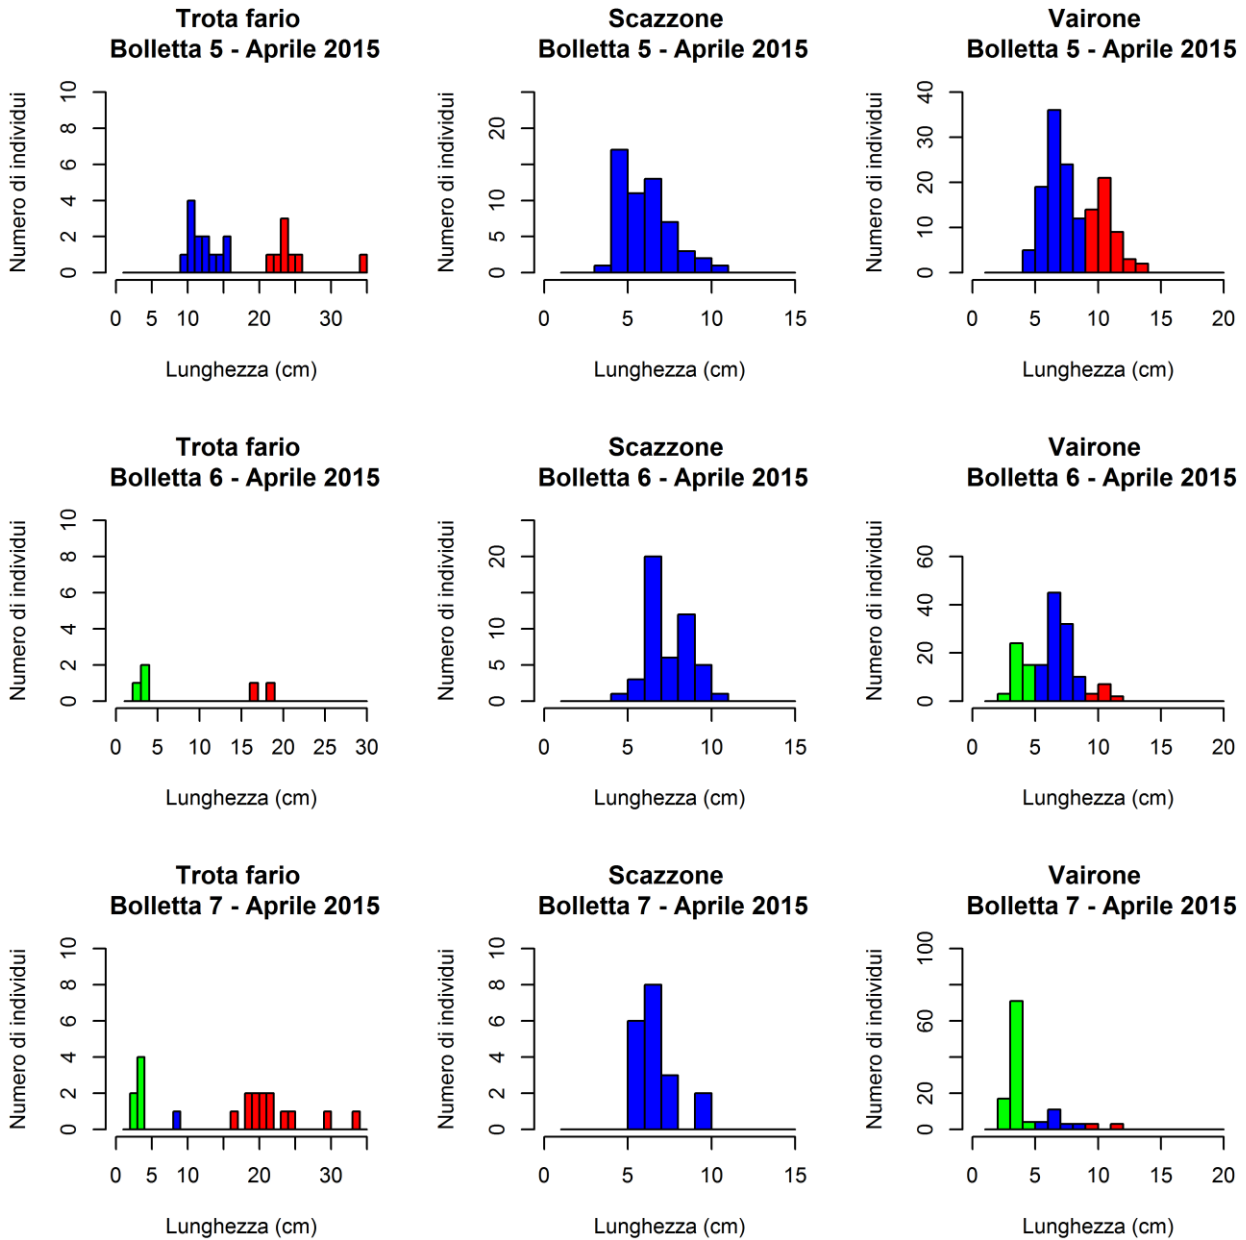 Trota fario
Bolletta 5 - Aprile 2015
Numero di individui
0 2 4 6 8 10
0 5 10 20 30
Lunghezza (cm)
Scazzone
Bolletta 5 - Aprile 2015
Numero di individui
0 5 10 20
0 5 10 15
Lunghezza (cm)
Vairone
Bolletta 5 - Aprile 2015
Numero di individui
0 10 20 30 40
0 5 10 15 20
Lunghezza (cm)
Trota fario
Bolletta 6 - Aprile 2015
Numero di individui
0 2 4 6 8 10
0 5 10 15 20 25 30
Lunghezza (cm)
Scazzone
Bolletta 6 - Aprile 2015
Numero di individui
0 5 10 20
0 5 10 15
Lunghezza (cm)
Vairone
Bolletta 6 - Aprile 2015
Numero di individui
0 20 40 60
0 5 10 15 20
Lunghezza (cm)
Trota fario
Bolletta 7 - Aprile 2015
Numero di individui
0 2 4 6 8 10
0 5 10 20 30
Lunghezza (cm)
Scazzone
Bolletta 7 - Aprile 2015
Numero di individui
0 2 4 6 8 10
0 5 10 15
Lunghezza (cm)
Vairone
Bolletta 7 - Aprile 2015
Numero di individui
0 20 60 100
0 5 10 15 20
Lunghezza (cm)